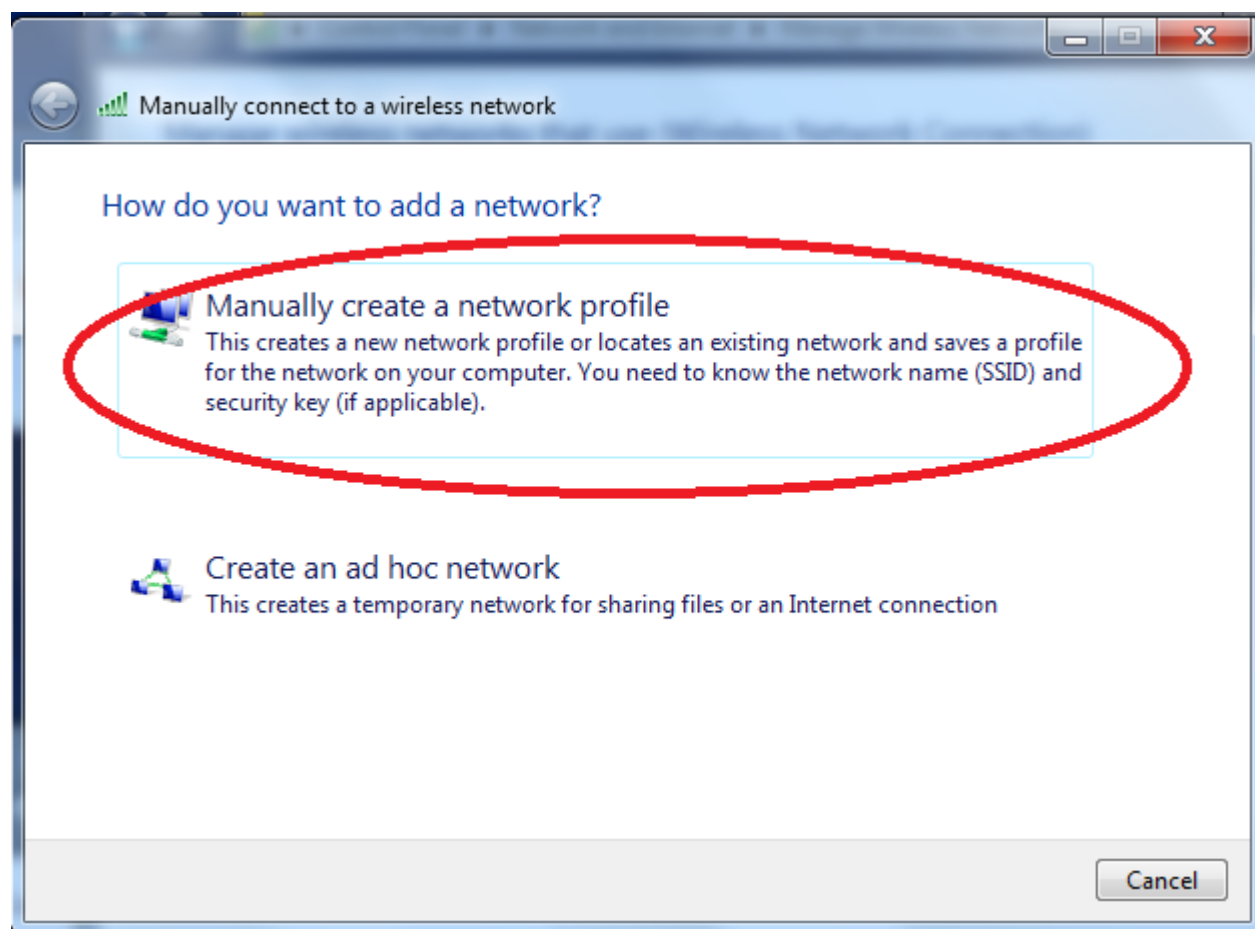 Manually connect to a wireless network
How do you want to add a network?
Manually create a network profile
This creates a new network profile or locates an existing network and saves a profile
for the network on your computer. You need to know the network name (SSID) and
security key (if applicable).
Create an ad hoc network
This creates a temporary network for sharing files or an Internet connection
Cancel